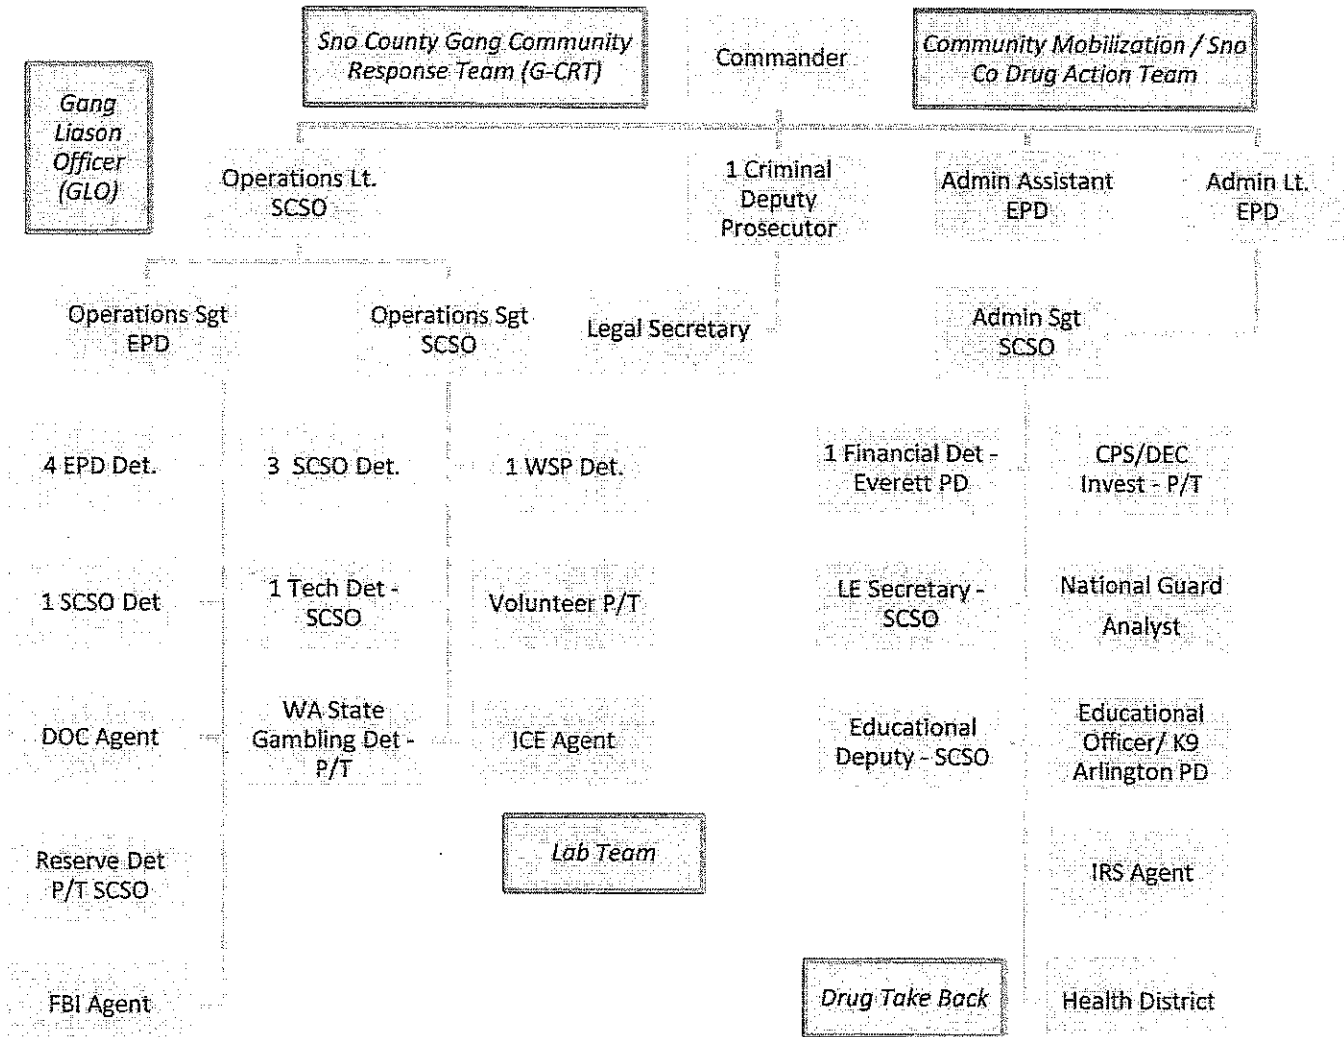 Sno County Gang Community
Response Team (G-CRT)
Commander
Community Mobilization / Sno
Co Drug Action Team
Gang
Liason
Officer
(GLO)
Operations Lt.
SCSO
1 Criminal
Deputy
Prosecutor
Admin Assistant
EPD
Admin Lt.
EPD
Operations Sgt
EPD
Operations Sgt
SCSO
Legal Secretary
Admin Sgt
SCSO
4 EPD Det.
3 SCSO Det.
1 WSP Det.
1 Financial Det -
Everett PD
CPS/DEC
Invest - P/T
1 SCSO Det
1 Tech Det -
SCSO
Volunteer P/T
LE Secretary -
SCSO
National Guard
Analyst
DOC Agent
WA State
Gambling Det -
P/T
ICE Agent
Educational
Deputy - SCSO
Educational
Officer/ K9
Arlington PD
Reserve Det
P/T SCSO
Lab Team
IRS Agent
FBI Agent
Drug Take Back
Health District